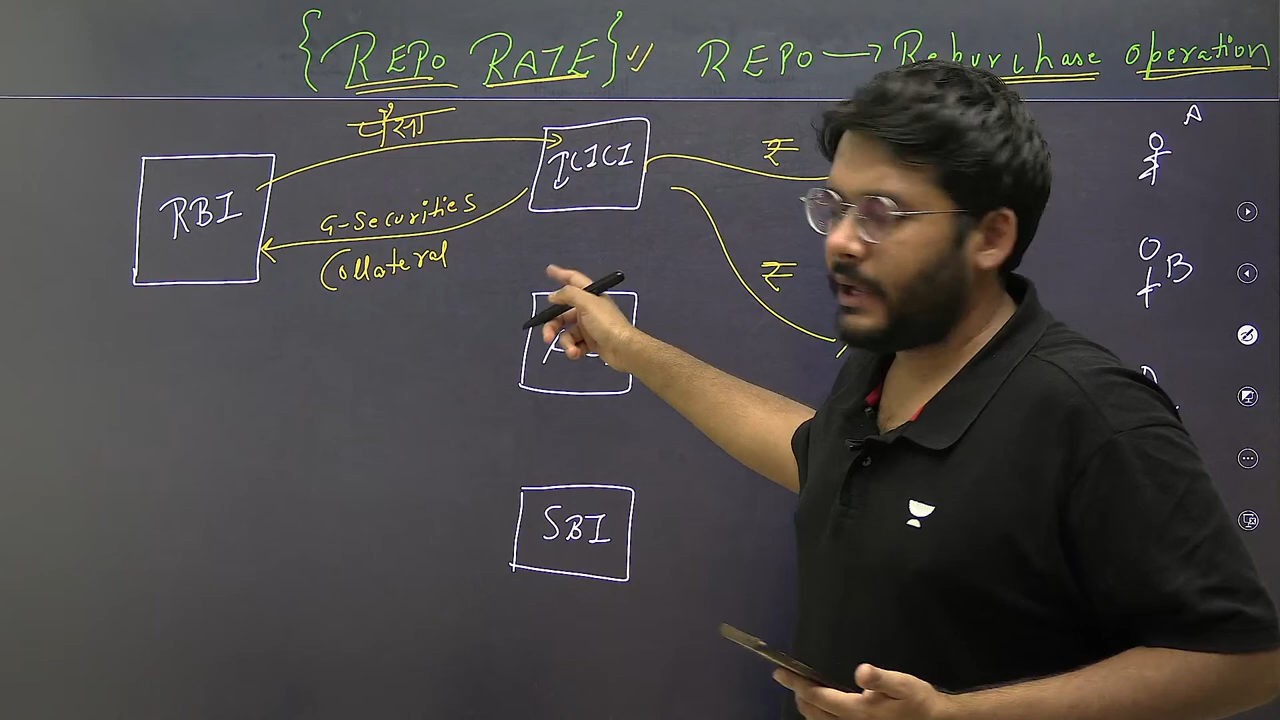 {REPO RATE} REPO → Repurchase operation
पैसा
A
RBI
ICICI
₹
G-Securities
Collateral
₹
B
SBI